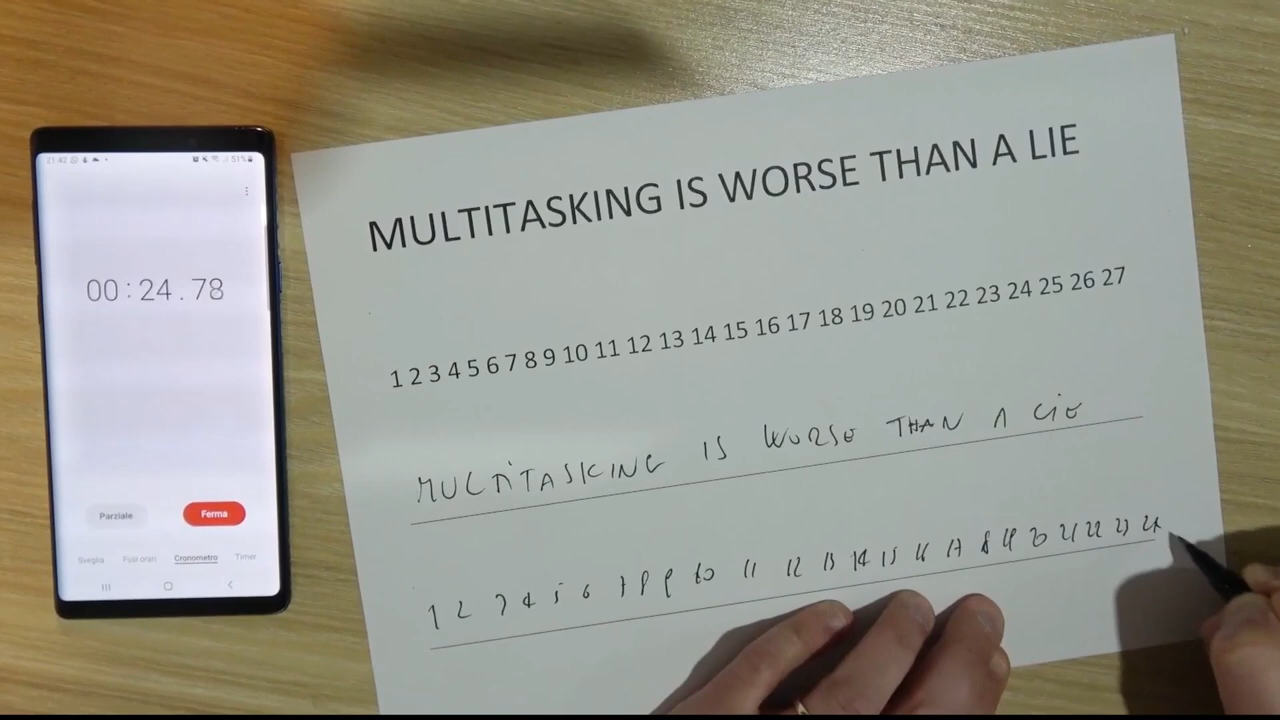 21:42 51%
00:24.78
Parziale Ferma
Sveglia Fusi orari Cronometro Timer
MULTITASKING IS WORSE THAN A LIE
1 2 3 4 5 6 7 8 9 10 11 12 13 14 15 16 17 18 19 20 21 22 23 24 25 26 27
MULTITASKING IS WORSE THAN A LIE
1 2 3 4 5 6 7 8 9 10 11 12 13 14 15 16 17 18 19 20 21 22 23 24